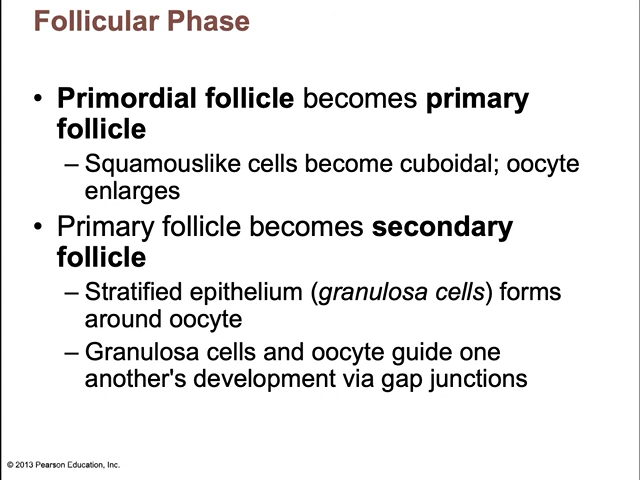 Follicular Phase
• Primordial follicle becomes primary
follicle
– Squamouslike cells become cuboidal; oocyte
enlarges
• Primary follicle becomes secondary
follicle
– Stratified epithelium (granulosa cells) forms
around oocyte
– Granulosa cells and oocyte guide one
another's development via gap junctions
© 2013 Pearson Education, Inc.